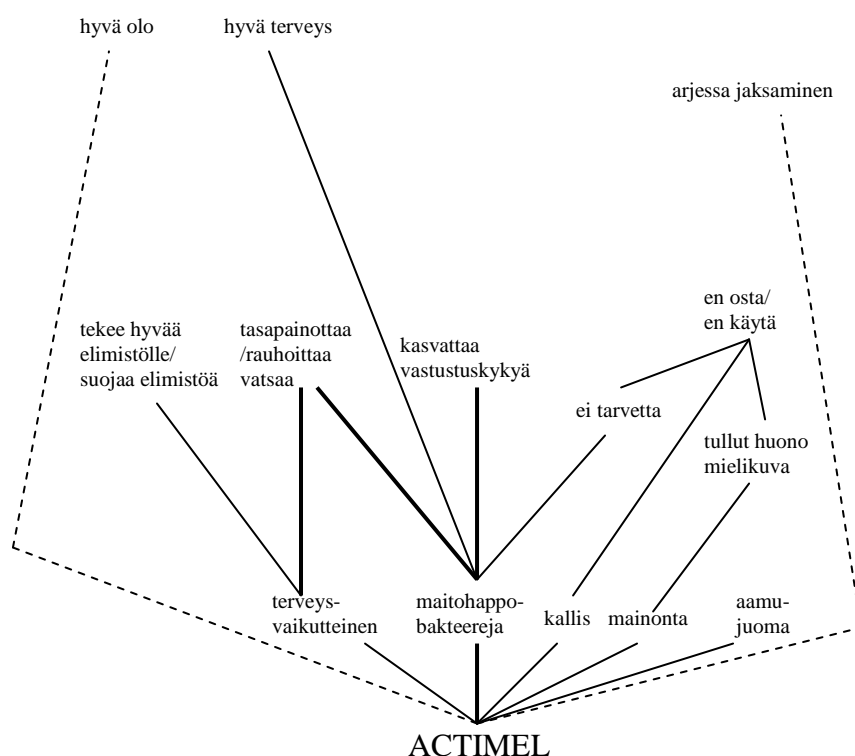 hyvä olo
hyvä terveys
arjessa jaksaminen
en osta/
en käytä
tekee hyvää
elimistölle/
suojaa elimistöä
tasapainottaa
/rauhoittaa
vatsaa
kasvattaa
vastustuskykyä
ei tarvetta
tullut huono
mielikuva
terveys-
vaikutteinen
maitohappo-
bakteereja
kallis
mainonta
aamu-
juoma
ACTIMEL